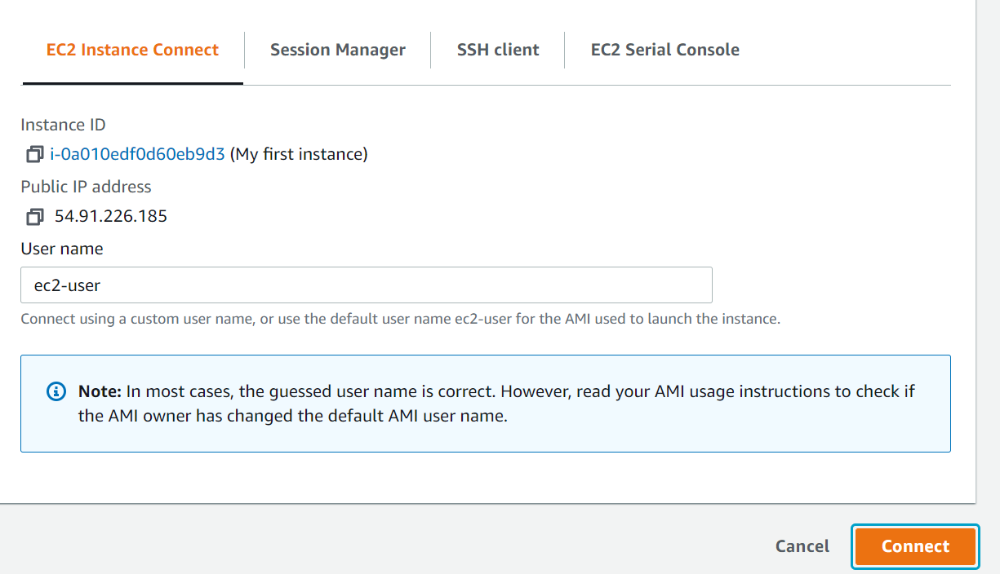 EC2 Instance Connect Session Manager SSH client EC2 Serial Console
Instance ID
i-0a010edf0d60eb9d3 (My first instance)
Public IP address
54.91.226.185
User name
ec2-user
Connect using a custom user name, or use the default user name ec2-user for the AMI used to launch the instance.
Note: In most cases, the guessed user name is correct. However, read your AMI usage instructions to check if
the AMI owner has changed the default AMI user name.
Cancel Connect